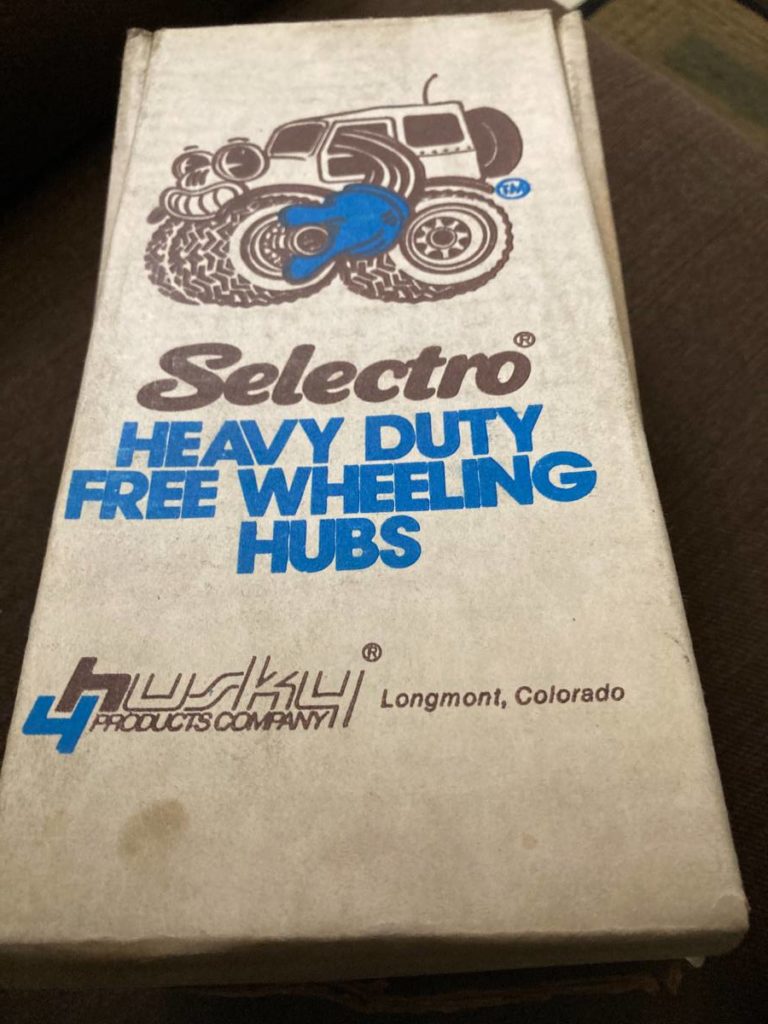 TM
Selectro®
HEAVY DUTY
FREE WHEELING
HUBS
4 husky®
PRODUCTS COMPANY
Longmont, Colorado